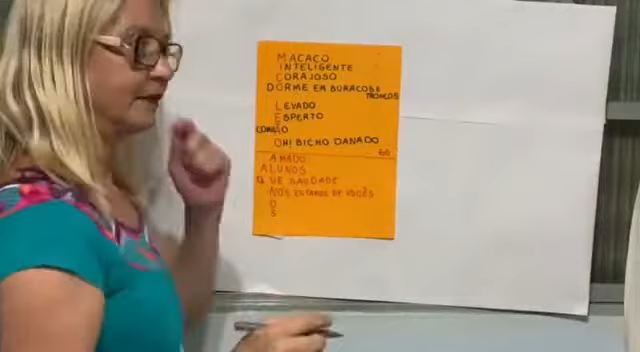 MACACO
INTELIGENTE
CORAJOSO
DORME EM BURACOS E
TRONCOS
LEVADO
ESPERTO
COMILÃO
OH! BICHO DANADO
AMADO
ALUNOS
QUE SAUDADE
NÓS ESTAMOS DE VOCÊS
O
S